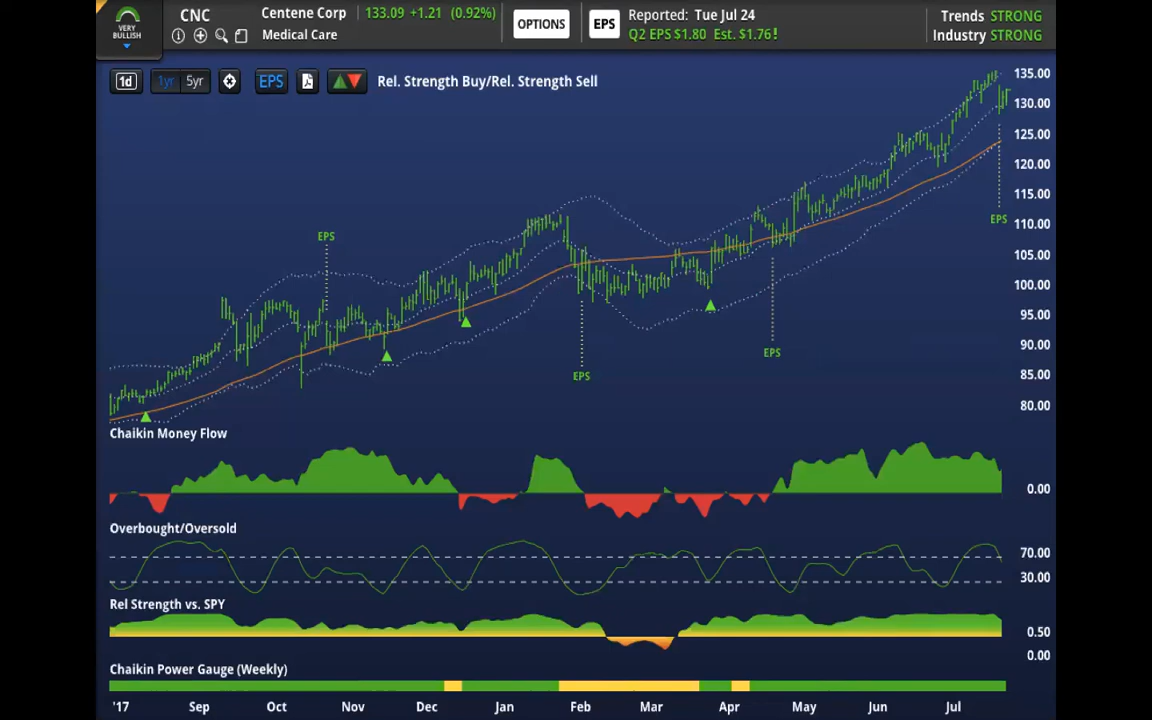 VERY
BULLISH
CNC
Centene Corp
133.09 +1.21 (0.92%)
Medical Care
OPTIONS
EPS
Reported: Tue Jul 24
Q2 EPS $1.80 Est. $1.76!
Trends STRONG
Industry STRONG
1d
1yr 5yr
EPS
Rel. Strength Buy/Rel. Strength Sell
135.00
130.00
125.00
120.00
115.00
110.00
105.00
100.00
95.00
90.00
85.00
80.00
EPS
EPS
EPS
EPS
Chaikin Money Flow
0.00
Overbought/Oversold
70.00
30.00
Rel Strength vs. SPY
0.50
0.00
Chaikin Power Gauge (Weekly)
'17 Sep Oct Nov Dec Jan Feb Mar Apr May Jun Jul